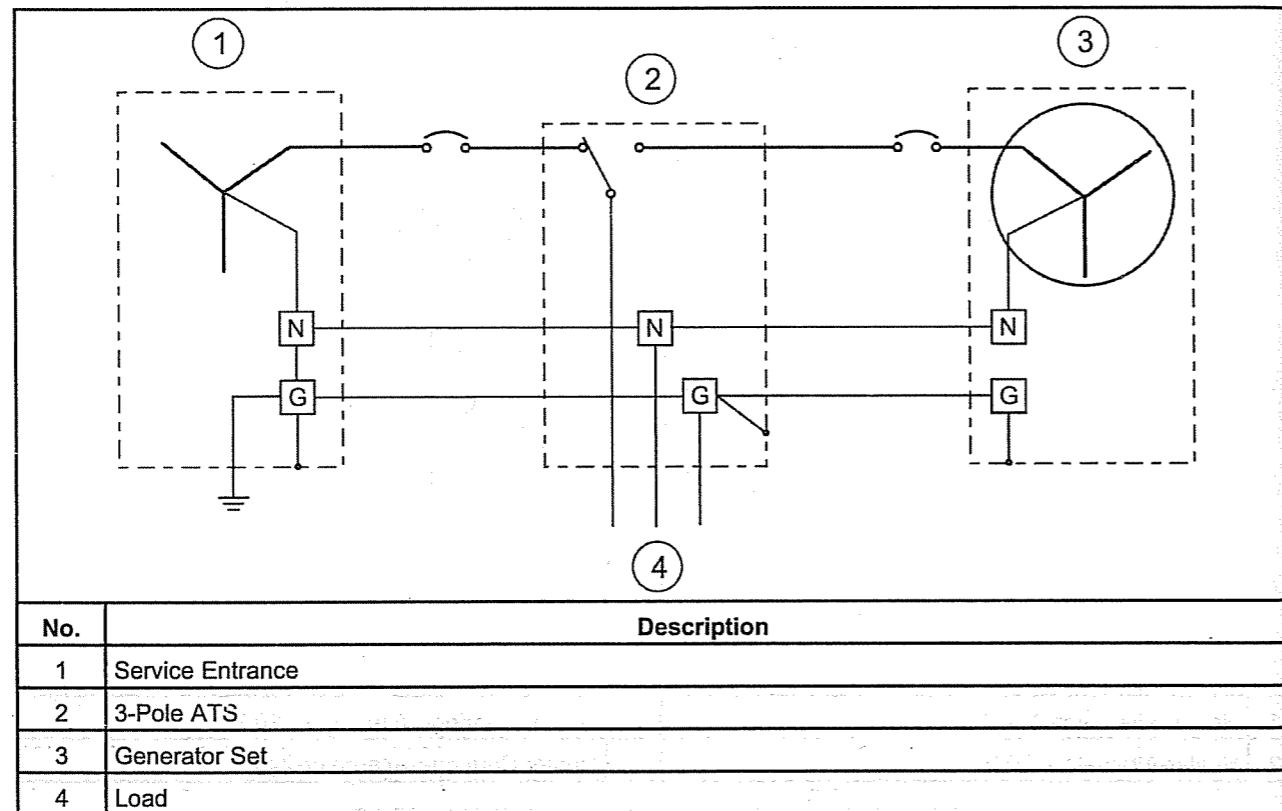 1
2
3
N
N
N
G
G
G
4
No. Description
1 Service Entrance
2 3-Pole ATS
3 Generator Set
4 Load